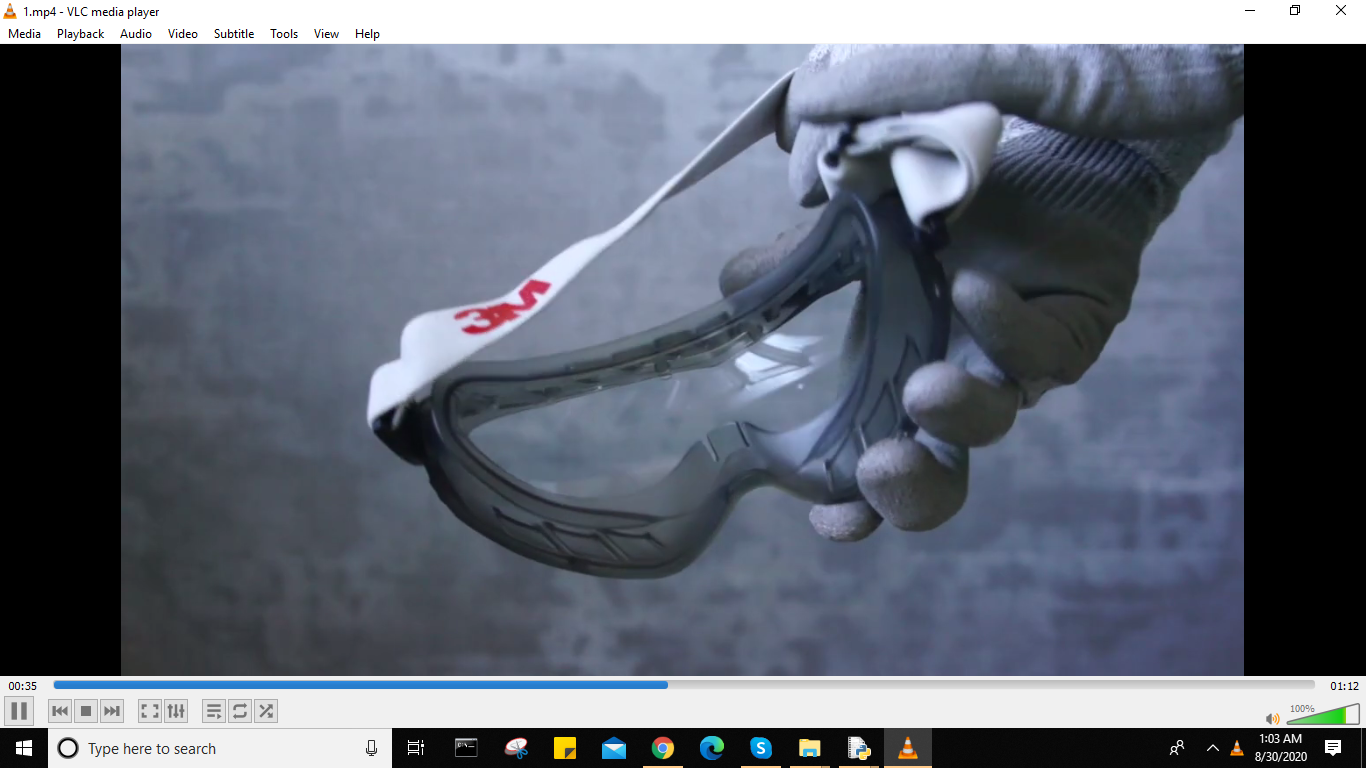 1.mp4 - VLC media player
Media Playback Audio Video Subtitle Tools View Help
3M
00:35
01:12
100%
Type here to search
1:03 AM
8/30/2020